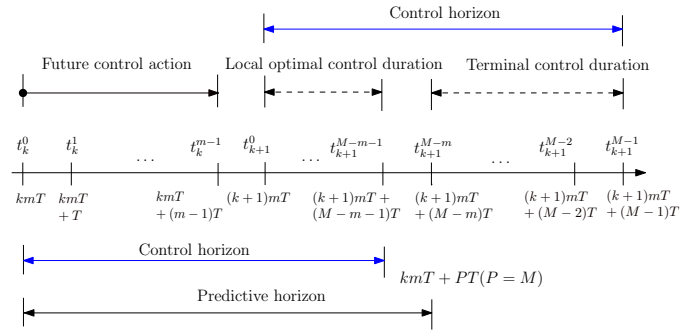 Control horizon
Future control action
Local optimal control duration
Terminal control duration
t_k^0 t_k^1 … t_k^{m−1} t_{k+1}^0 … t_{k+1}^{M−m−1} t_{k+1}^{M−m} … t_{k+1}^{M−2} t_{k+1}^{M−1}
kmT
kmT
+ T
kmT
+ (m − 1)T
(k + 1)mT
(k + 1)mT +
(M − m − 1)T
(k + 1)mT
+ (M − m)T
(k + 1)mT
+ (M − 2)T
(k + 1)mT
+ (M − 1)T
Control horizon
kmT + PT(P = M)
Predictive horizon